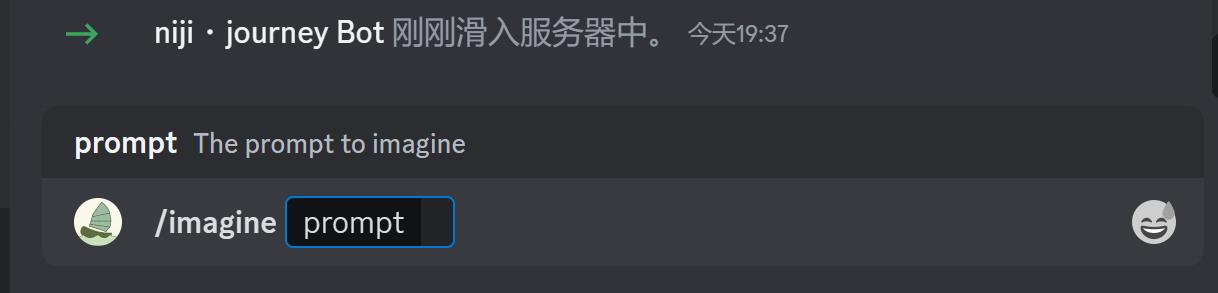 niji · journey Bot 刚刚滑入服务器中。 今天19:37
prompt The prompt to imagine
/imagine prompt